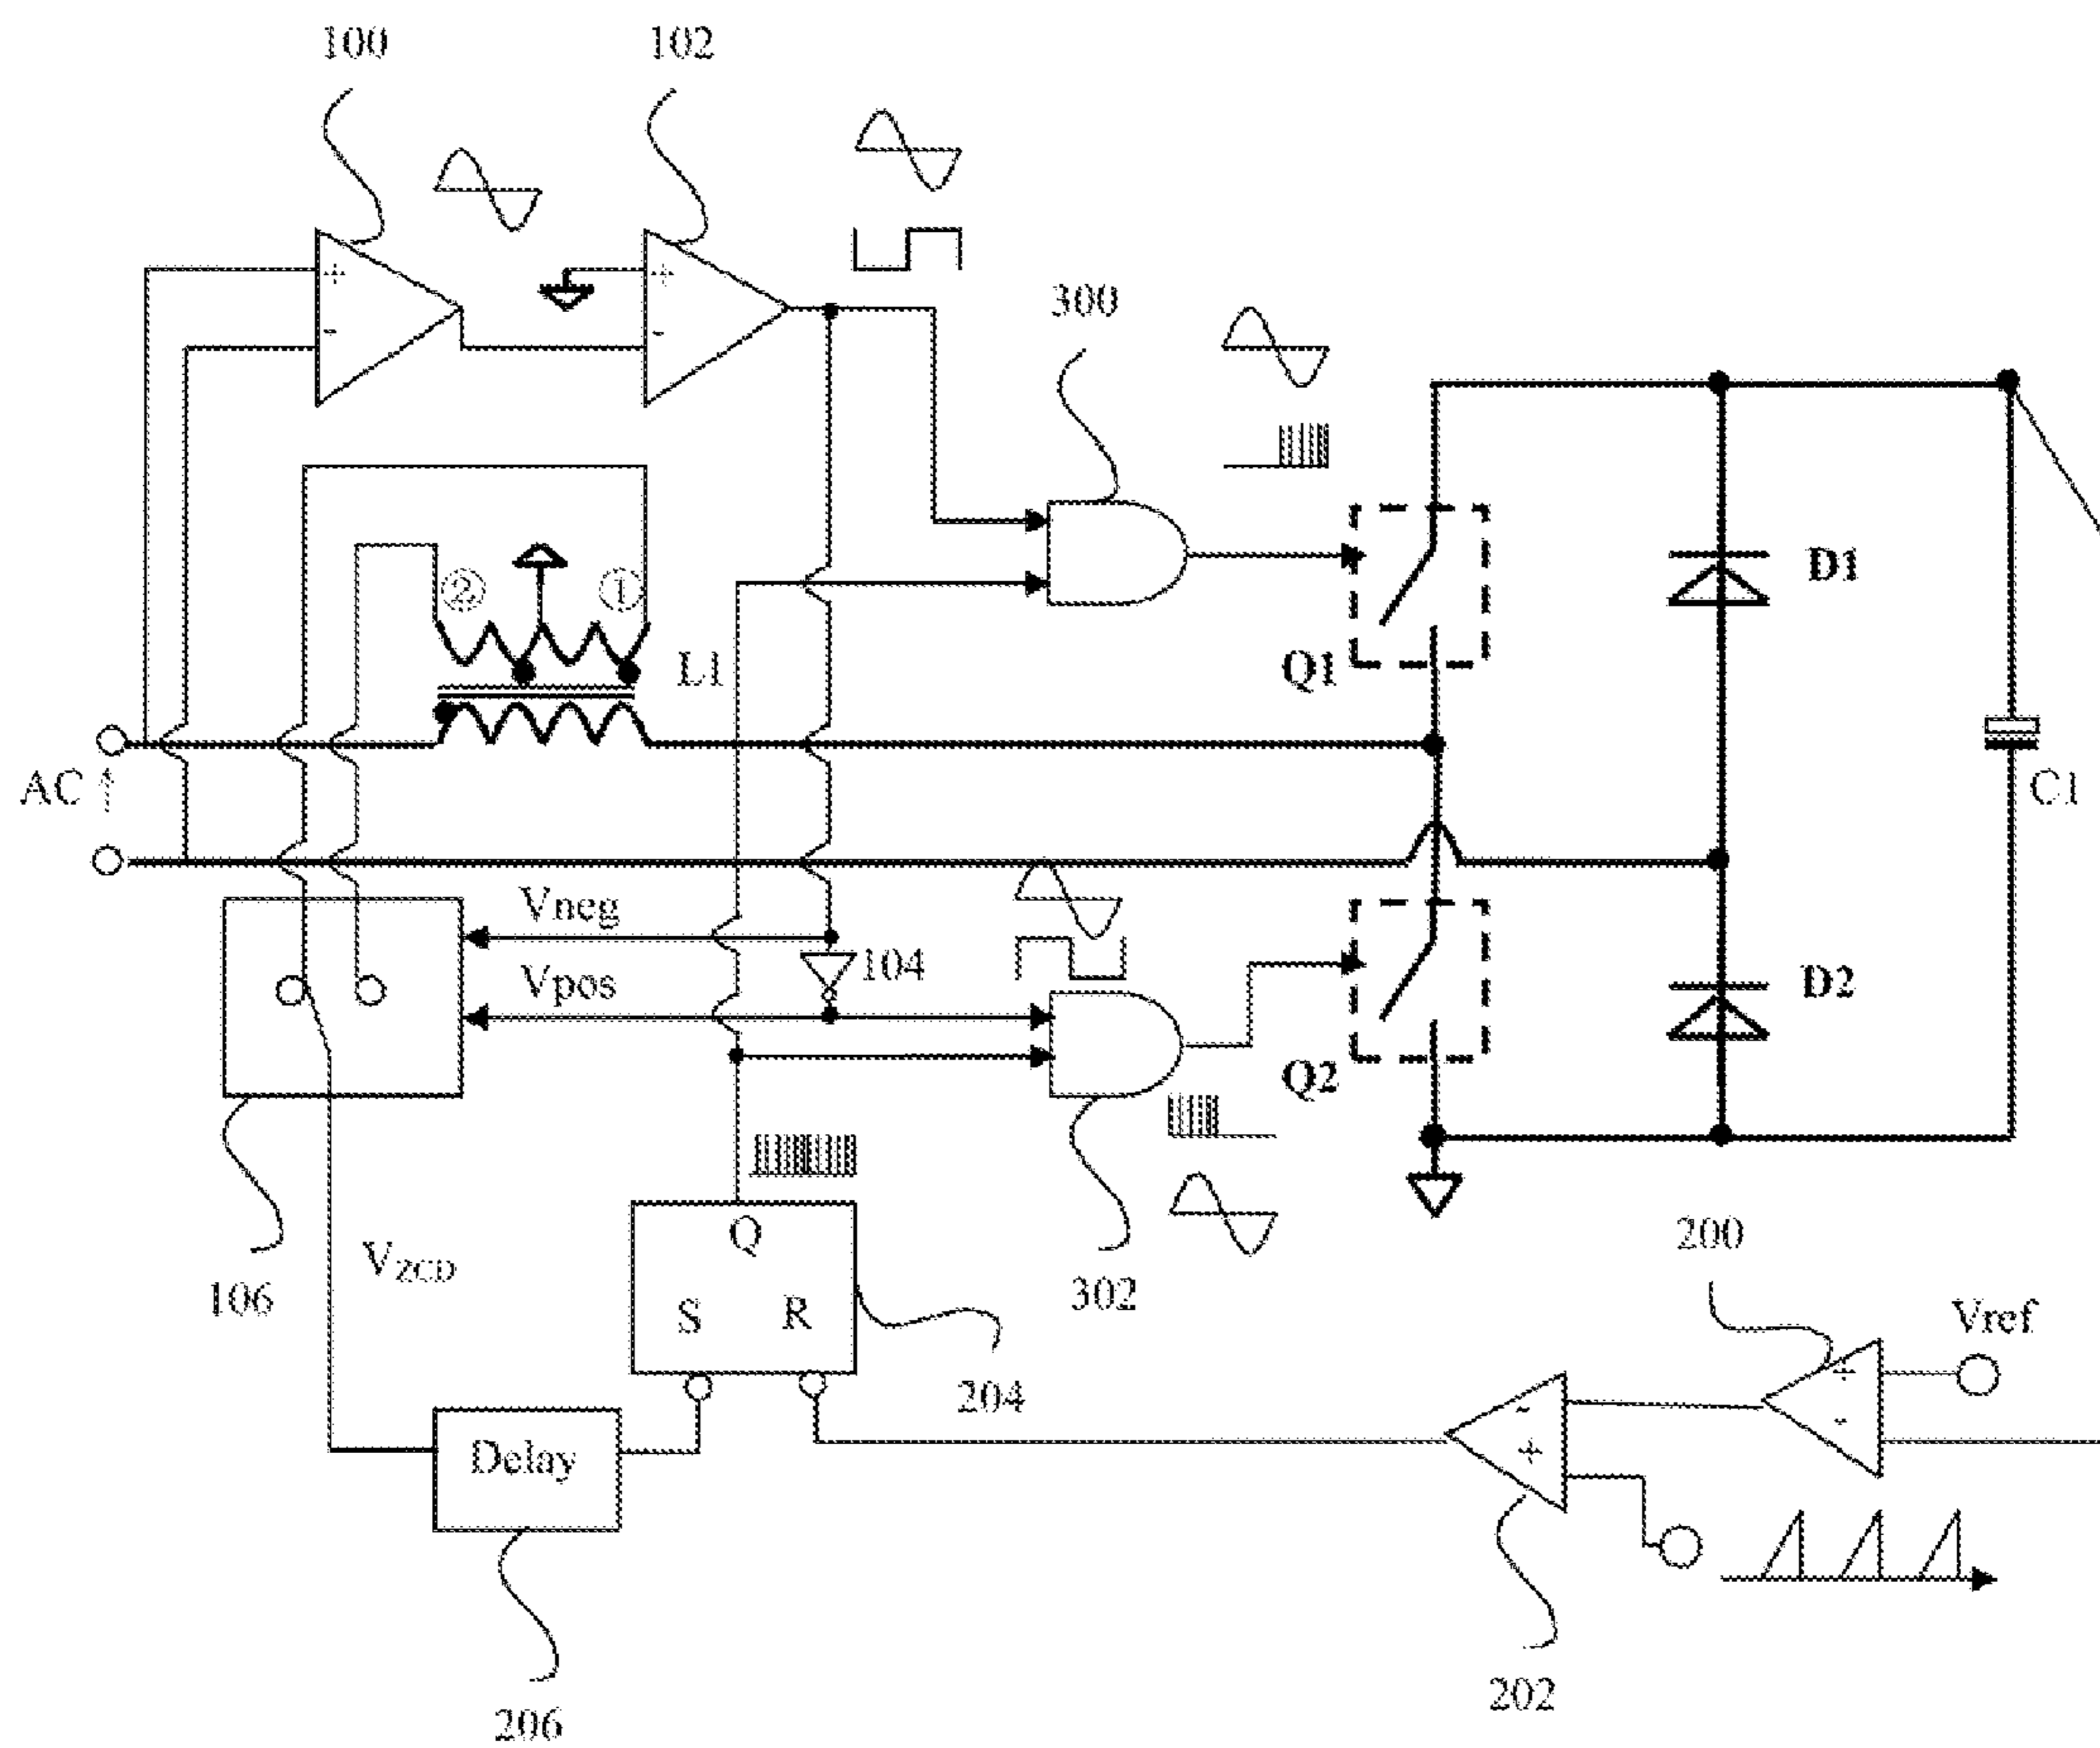 100
102
+
-
+
-
300
②
①
L1
D1
Q1
AC ↑
C1
Vneg
104
Vpos
D2
Q2
Q
VZCD
S
R
106
302
200
Vref
+
-
204
-
+
Delay
202
206